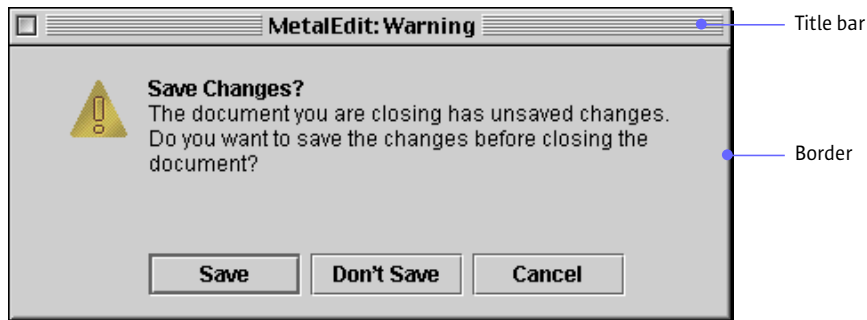 MetalEdit: Warning
Title bar
Save Changes?
The document you are closing has unsaved changes.
Do you want to save the changes before closing the
document?
Border
Save
Don't Save
Cancel